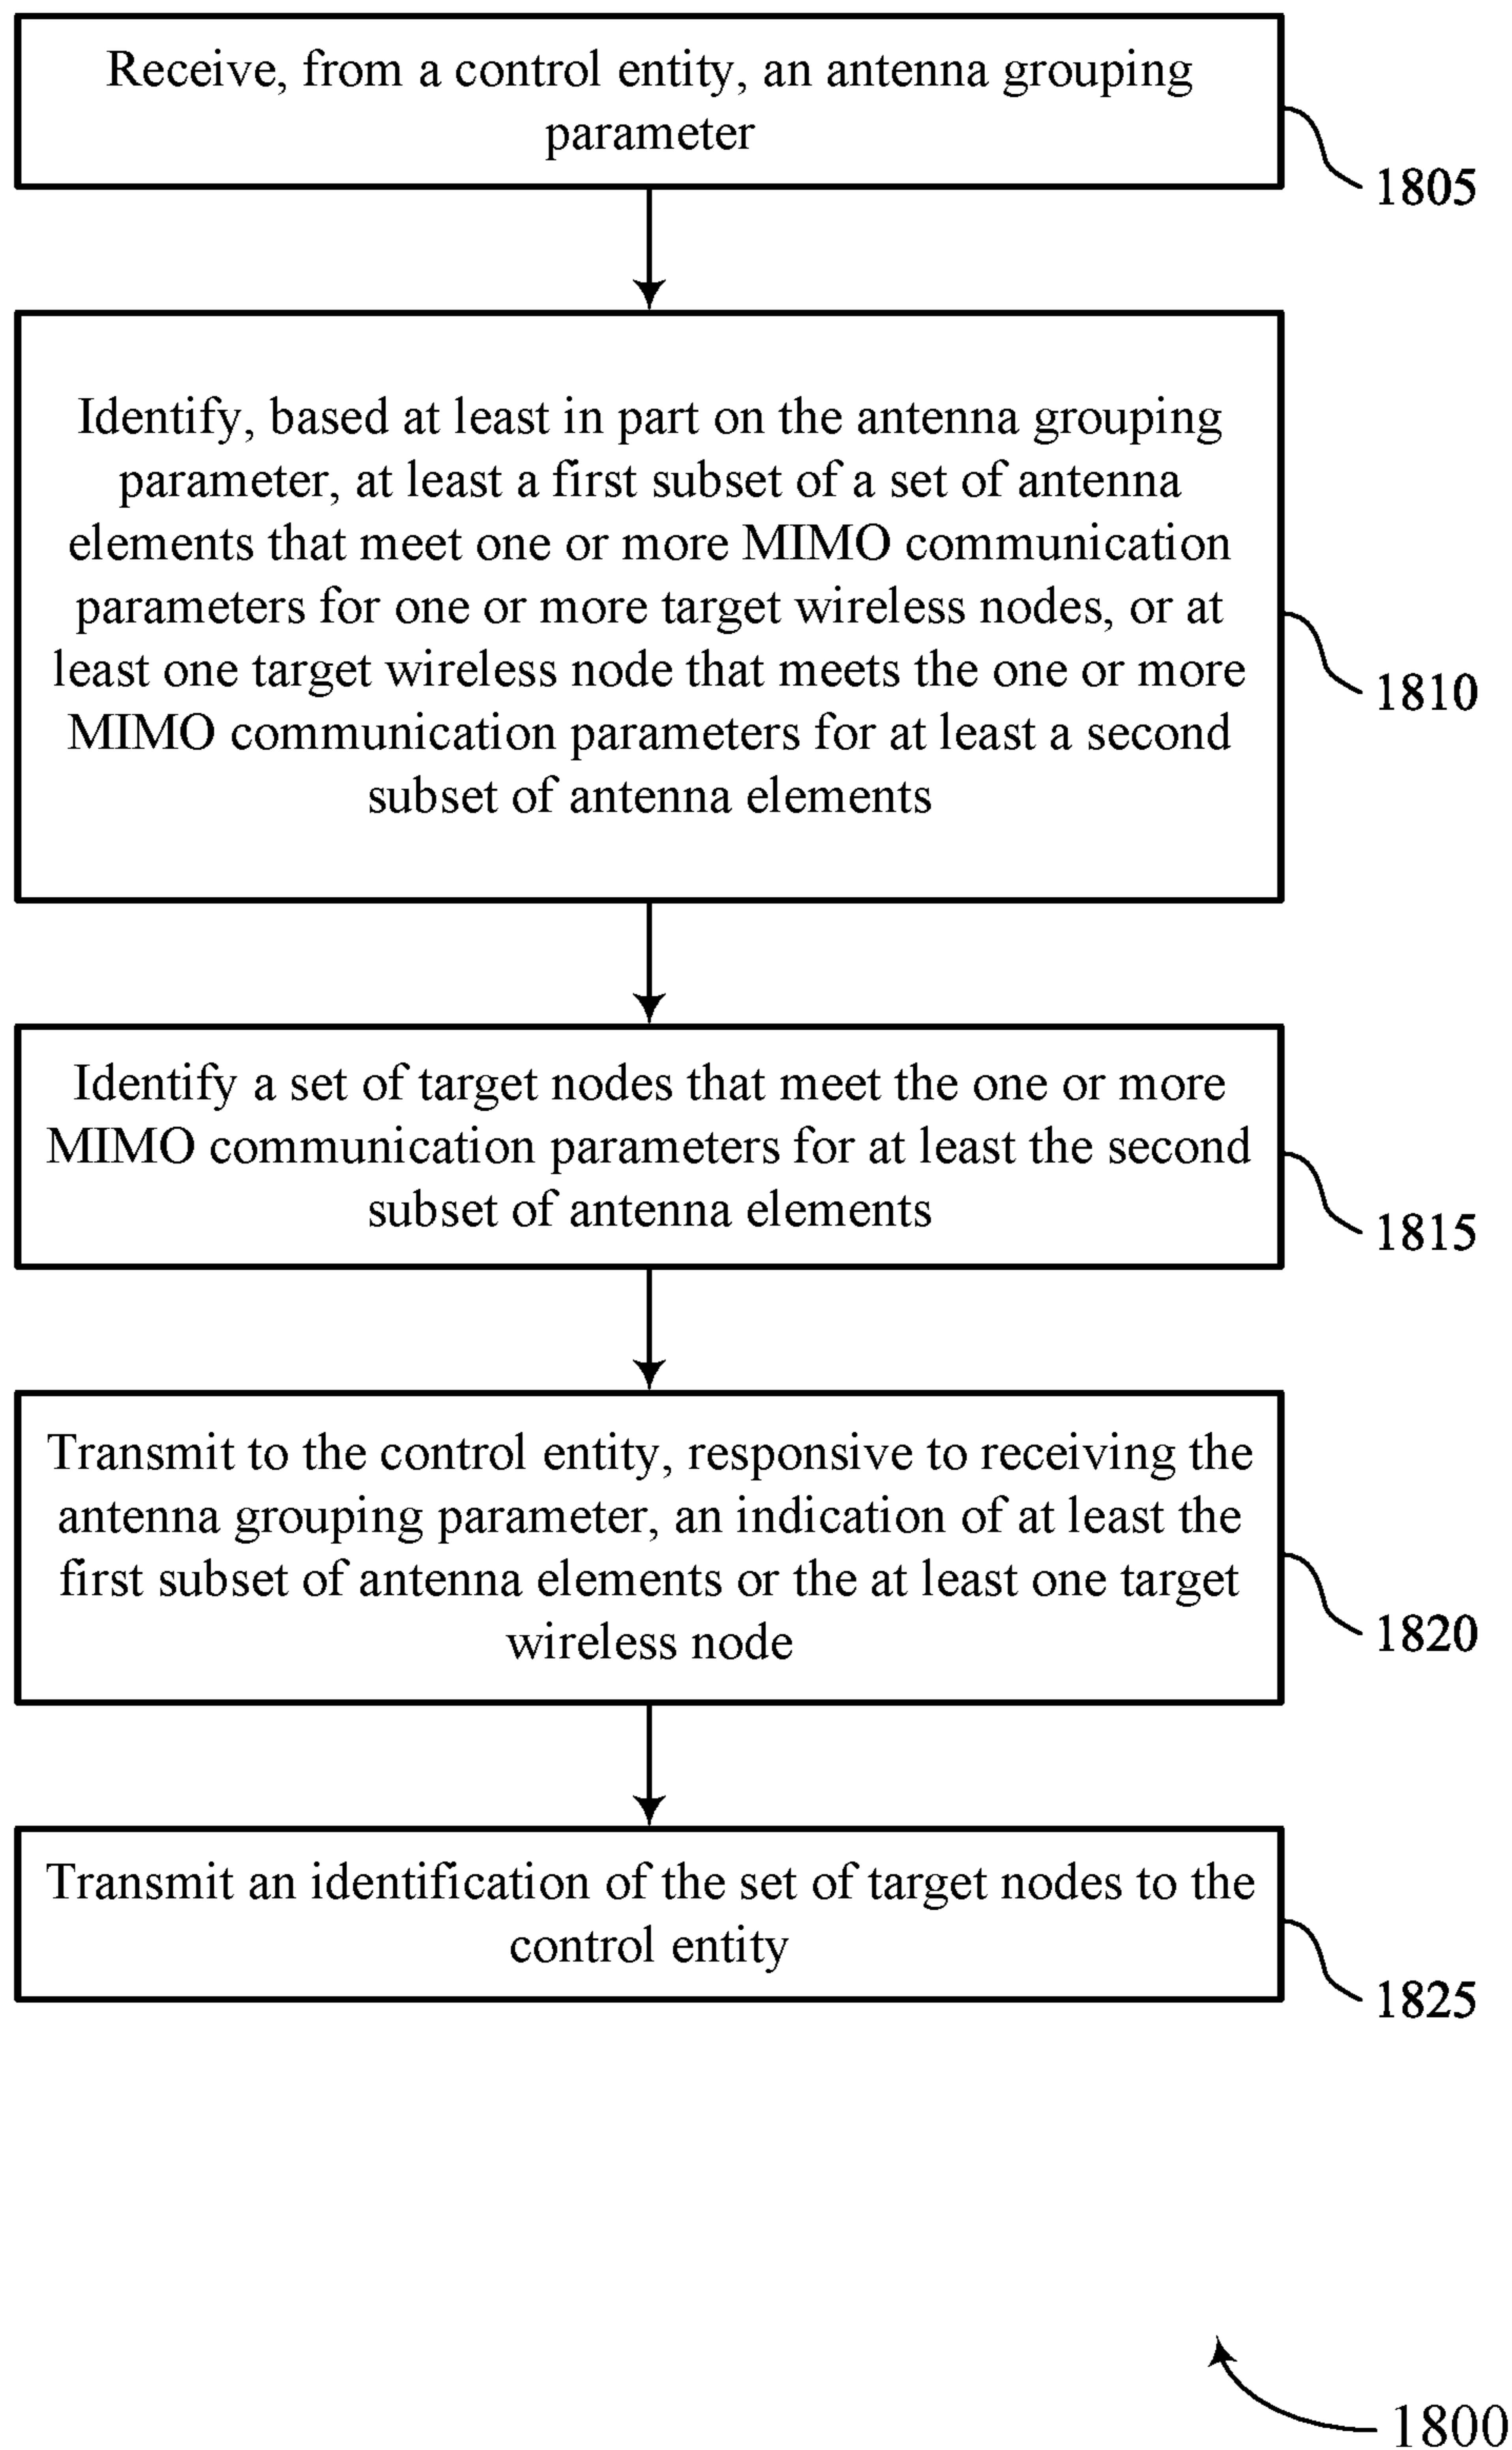 Receive, from a control entity, an antenna grouping
parameter
1805
Identify, based at least in part on the antenna grouping
parameter, at least a first subset of a set of antenna
elements that meet one or more MIMO communication
parameters for one or more target wireless nodes, or at
least one target wireless node that meets the one or more
MIMO communication parameters for at least a second
subset of antenna elements
1810
Identify a set of target nodes that meet the one or more
MIMO communication parameters for at least the second
subset of antenna elements
1815
Transmit to the control entity, responsive to receiving the
antenna grouping parameter, an indication of at least the
first subset of antenna elements or the at least one target
wireless node
1820
Transmit an identification of the set of target nodes to the
control entity
1825
1800